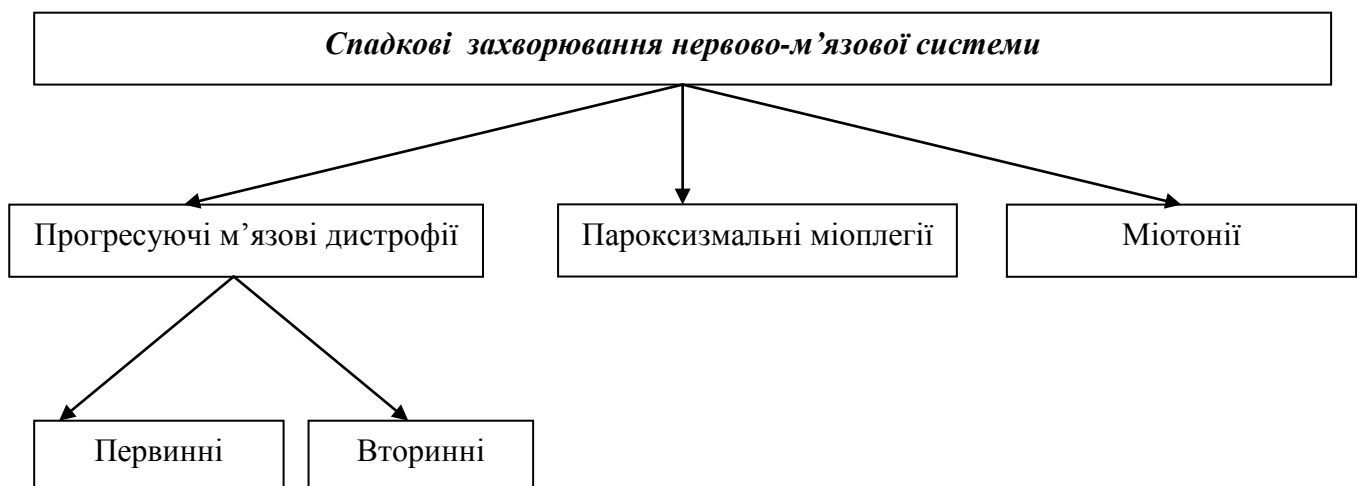 Спадкові захворювання нервово-м’язової системи
Прогресуючі м’язові дистрофії
Пароксизмальні міоплегії
Міотонії
Первинні
Вторинні